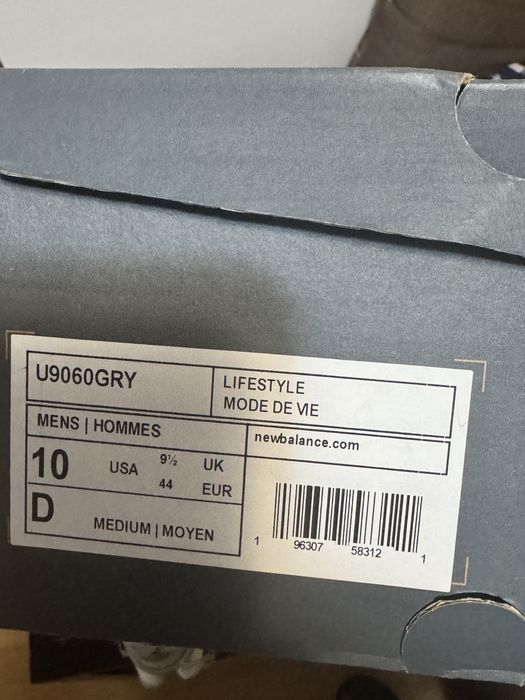 U9060GRY
LIFESTYLE
MODE DE VIE
MENS | HOMMES
newbalance.com
10 USA 9½ UK
44 EUR
D MEDIUM | MOYEN
1 96307 58312 1